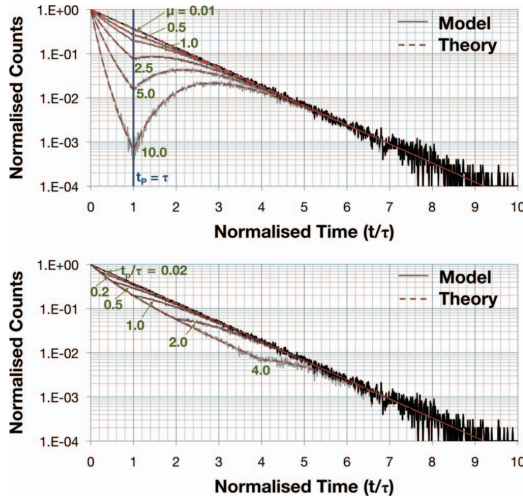 Normalised Counts
1.E+00
1.E-01
1.E-02
1.E-03
1.E-04
μ = 0.01
0.5
1.0
2.5
5.0
10.0
tP = τ
Model
Theory
0 1 2 3 4 5 6 7 8 9 10
Normalised Time (t/τ)
Normalised Counts
1.E+00
1.E-01
1.E-02
1.E-03
1.E-04
tp/τ = 0.02
0.2
0.5
1.0
2.0
4.0
Model
Theory
0 1 2 3 4 5 6 7 8 9 10
Normalised Time (t/τ)